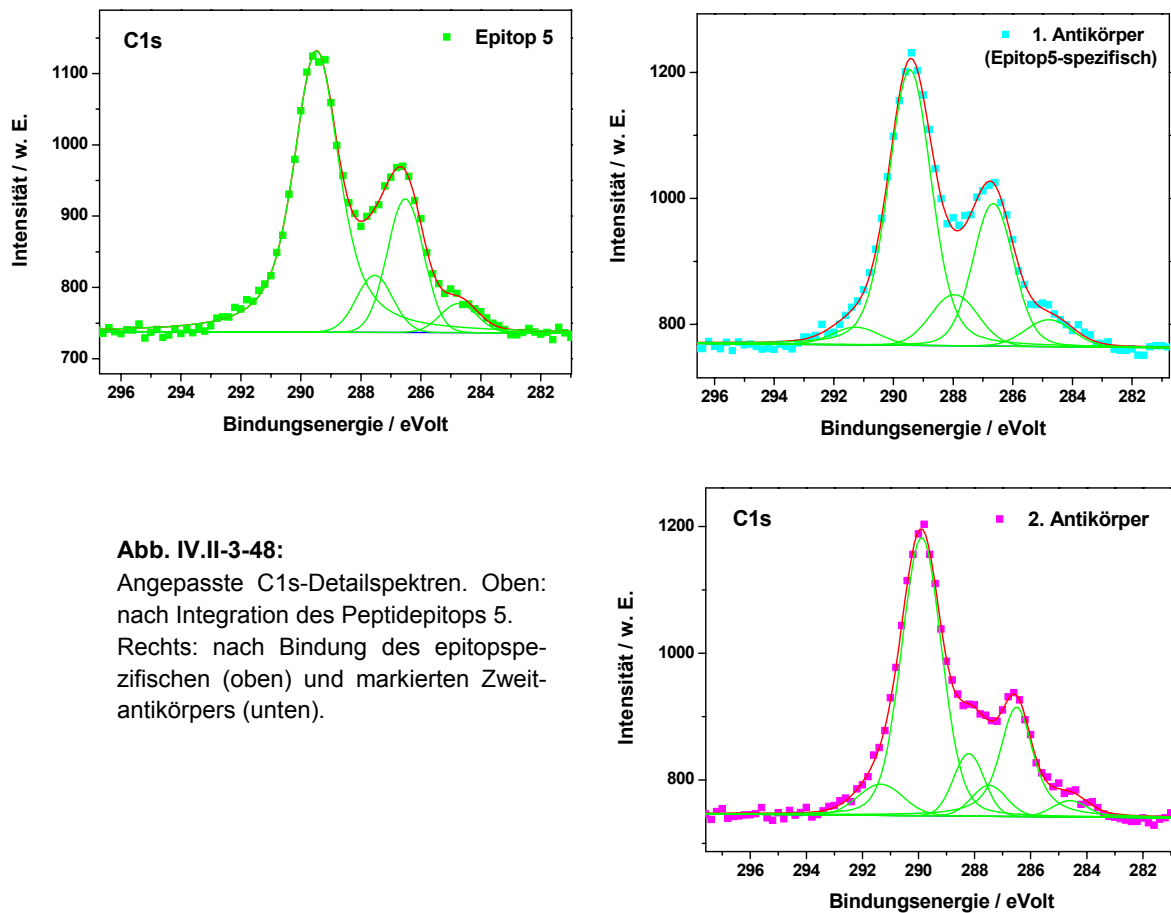 C1s
Epitop 5
Intensität / w. E.
1100
1000
900
800
700
296 294 292 290 288 286 284 282
Bindungsenergie / eVolt
1. Antikörper
(Epitop5-spezifisch)
Intensität / w. E.
1200
1000
800
296 294 292 290 288 286 284 282
Bindungsenergie / eVolt
Abb. IV.II-3-48:
Angepasste C1s-Detailspektren. Oben:
nach Integration des Peptidepitops 5.
Rechts: nach Bindung des epitopspe-
zifischen (oben) und markierten Zweit-
antikörpers (unten).
C1s
2. Antikörper
Intensität / w. E.
1200
1000
800
296 294 292 290 288 286 284 282
Bindungsenergie / eVolt